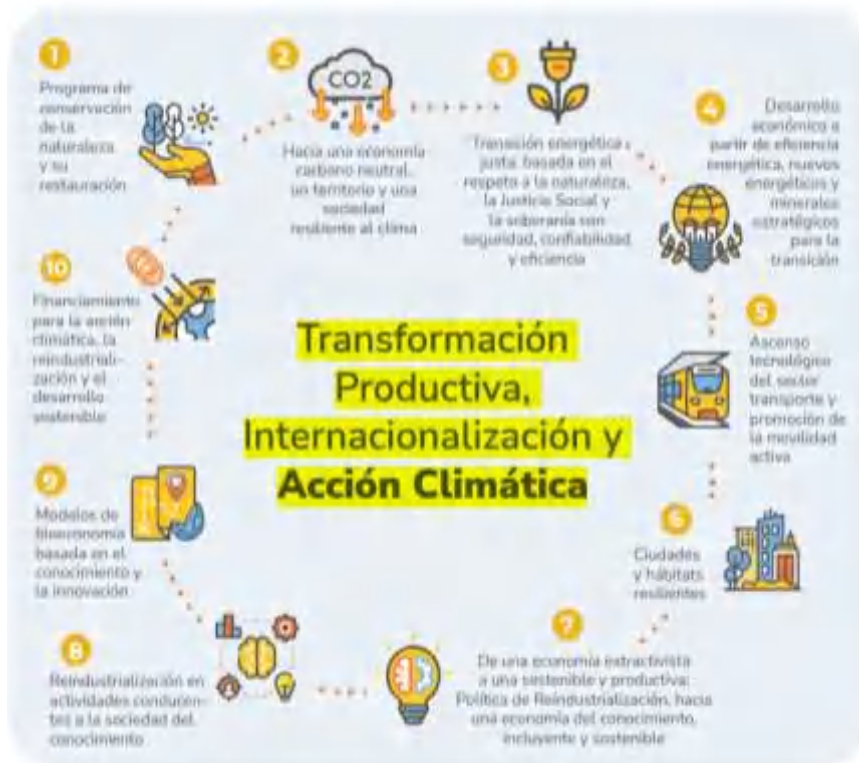 1
Programa de
conservación
de la
naturaleza
y su
restauración
2
CO2
Hacia una economía
carbono neutral,
un territorio y una
sociedad
resiliente al clima
3
Transición energética
justa, basada en el
respeto a la naturaleza,
la Justicia Social y
la soberanía con
seguridad, confiabilidad
y eficiencia
4
Desarrollo
económico a
partir de eficiencia
energética, nuevos
energéticos y
minerales
estratégicos
para la
transición
5
Ascenso
tecnológico
del sector
transporte y
promoción de
la movilidad
activa
6
Ciudades
y hábitats
resilientes
7
De una economía extractivista
a una sostenible y productiva:
Política de Reindustrialización, hacia
una economía del conocimiento,
incluyente y sostenible
8
Reindustrialización en
actividades conducen-
tes a la sociedad del
conocimiento
9
Modelos de
bioeconomía
basada en el
conocimiento y
la innovación
10
Financiamiento
para la acción
climática, la
reindustriali-
zación y el
desarrollo
sostenible
Transformación
Productiva,
Internacionalización y
Acción Climática